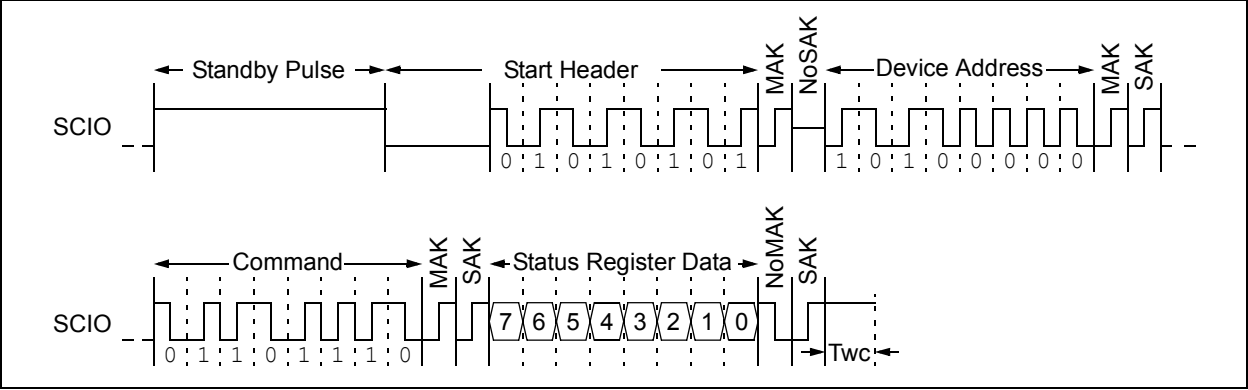 Standby Pulse Start Header MAK NoSAK Device Address MAK SAK
SCIO
0 1 0 1 0 1 0 1 1 0 1 0 0 0 0 0
Command MAK SAK Status Register Data NoMAK SAK
SCIO 7 6 5 4 3 2 1 0
0 1 1 0 1 1 1 0 Twc